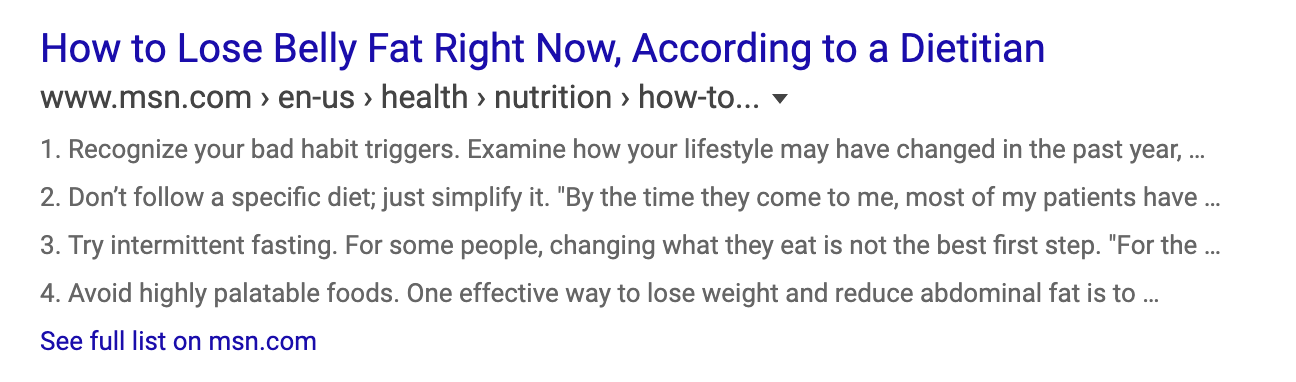 How to Lose Belly Fat Right Now, According to a Dietitian
www.msn.com › en-us › health › nutrition › how-to...
1. Recognize your bad habit triggers. Examine how your lifestyle may have changed in the past year, ...
2. Don’t follow a specific diet; just simplify it. "By the time they come to me, most of my patients have ...
3. Try intermittent fasting. For some people, changing what they eat is not the best first step. "For the ...
4. Avoid highly palatable foods. One effective way to lose weight and reduce abdominal fat is to ...
See full list on msn.com